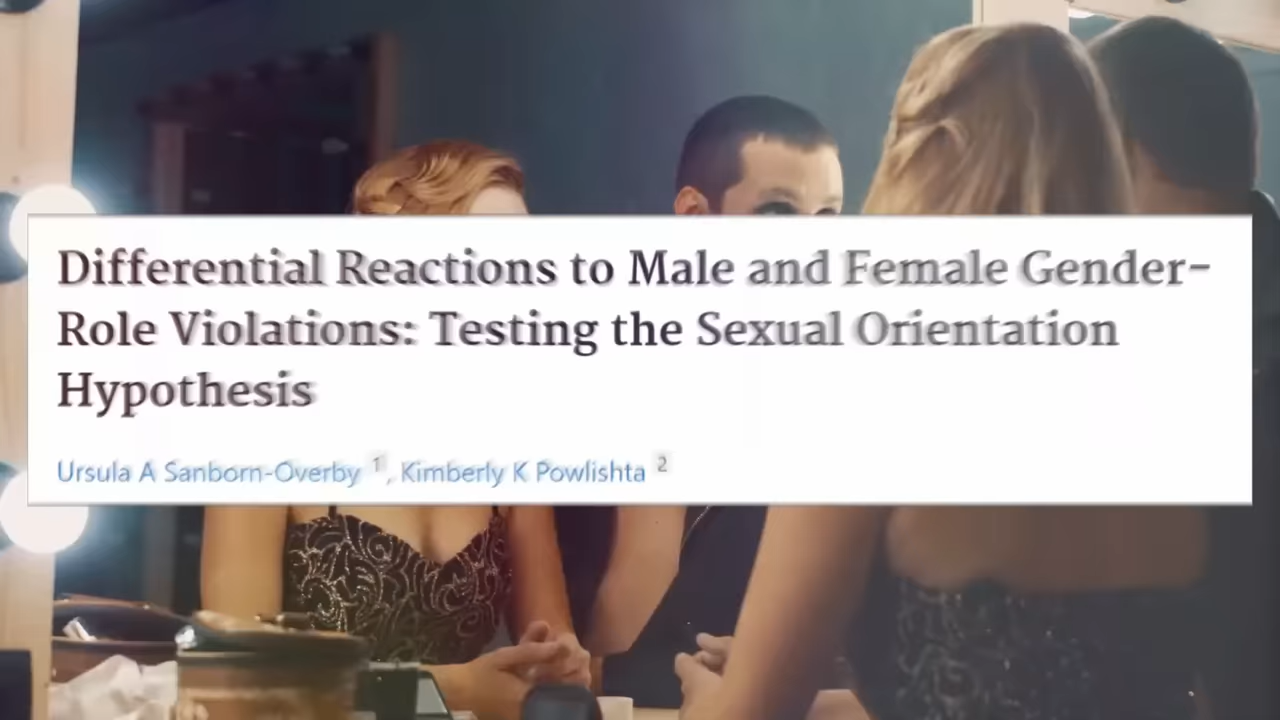 Differential Reactions to Male and Female Gender-
Role Violations: Testing the Sexual Orientation
Hypothesis
Ursula A Sanborn-Overby 1, Kimberly K Powlishta 2